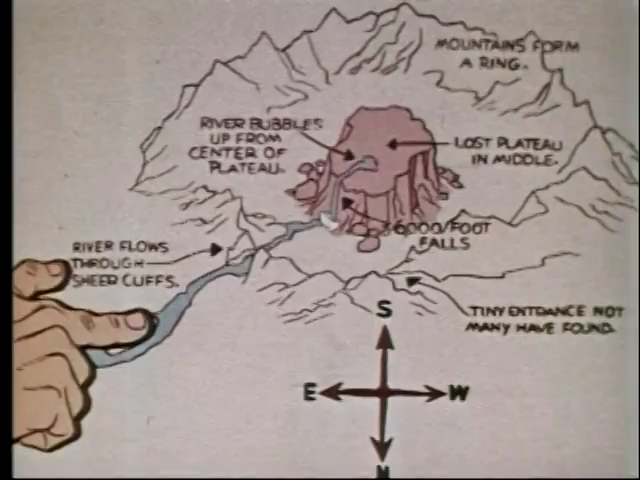 MOUNTAINS FORM
A RING.
RIVER BUBBLES
UP FROM
CENTER OF
PLATEAU.
LOST PLATEAU
IN MIDDLE.
6000 FOOT
FALLS
RIVER FLOWS
THROUGH
SHEER CLIFFS.
TINY ENTRANCE NOT
MANY HAVE FOUND.
S
E W
N